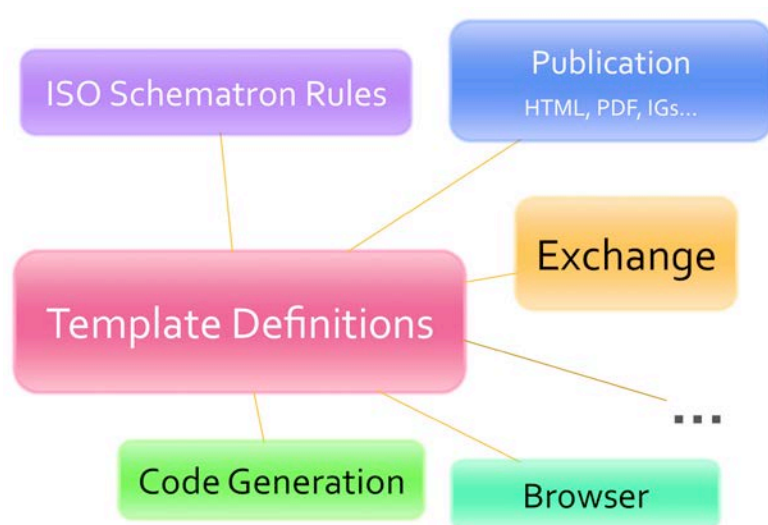 ISO Schematron Rules
Publication
HTML, PDF, IGs...
Exchange
Template Definitions
...
Code Generation
Browser